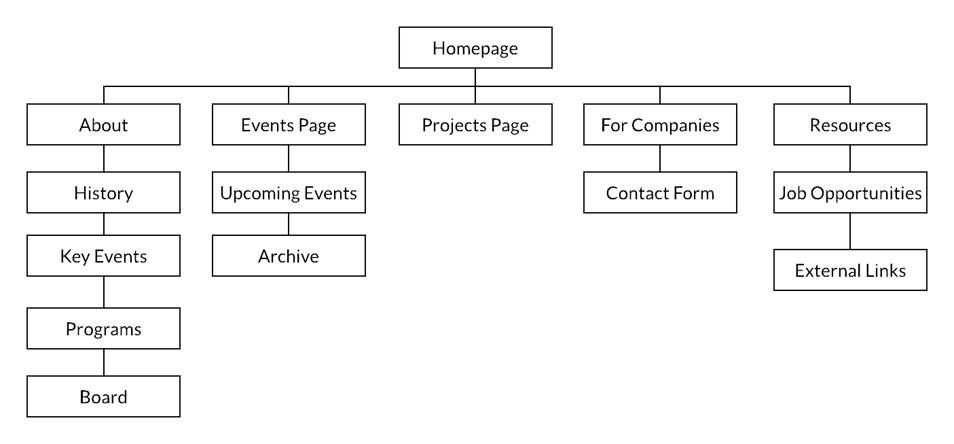 Homepage
About
Events Page
Projects Page
For Companies
Resources
History
Upcoming Events
Contact Form
Job Opportunities
Key Events
Archive
External Links
Programs
Board